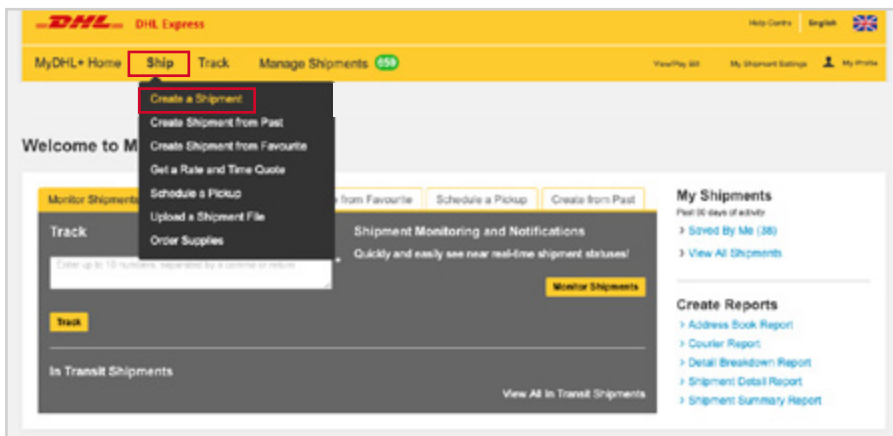 DHL DHL Express
Help Centre English
MyDHL+ Home Ship Track Manage Shipments 659
View/Pay Bill My Shipment Settings My Profile
Create a Shipment
Create Shipment from Past
Create Shipment from Favourite
Get a Rate and Time Quote
Schedule a Pickup
Upload a Shipment File
Order Supplies
Welcome to M
Monitor Shipments
from Favourite Schedule a Pickup Create from Past
Track
Enter up to 10 numbers, separated by a comma or return
Track
Shipment Monitoring and Notifications
Quickly and easily see near real-time shipment statuses!
Monitor Shipments
In Transit Shipments
View All In Transit Shipments
My Shipments
Past 90 days of activity
> Saved By Me (38)
> View All Shipments
Create Reports
> Address Book Report
> Courier Report
> Detail Breakdown Report
> Shipment Detail Report
> Shipment Summary Report